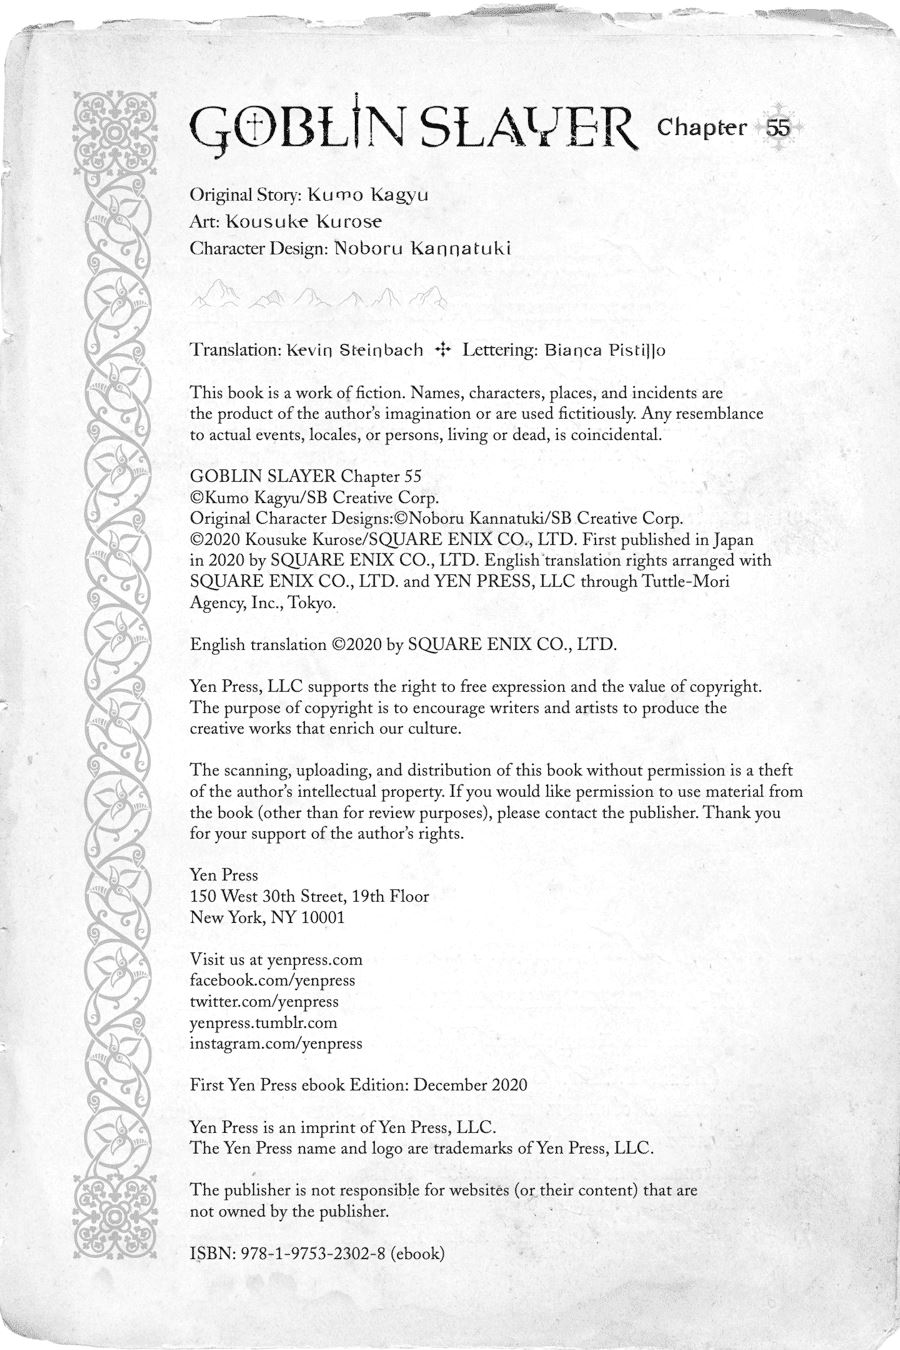 GOBLIN SLAYER Chapter 55
Original Story: Kumo Kagyu
Art: Kousuke Kurose
Character Design: Noboru Kannatuki
Translation: Kevin Steinbach Lettering: Bianca Pistillo
This book is a work of fiction. Names, characters, places, and incidents are
the product of the author's imagination or are used fictitiously. Any resemblance
to actual events, locales, or persons, living or dead, is coincidental.
GOBLIN SLAYER Chapter 55
©Kumo Kagyu/SB Creative Corp.
Original Character Designs:©Noboru Kannatuki/SB Creative Corp.
©2020 Kousuke Kurose/SQUARE ENIX CO., LTD. First published in Japan
in 2020 by SQUARE ENIX CO., LTD. English translation rights arranged with
SQUARE ENIX CO., LTD. and YEN PRESS, LLC through Tuttle-Mori
Agency, Inc., Tokyo.
English translation ©2020 by SQUARE ENIX CO., LTD.
Yen Press, LLC supports the right to free expression and the value of copyright.
The purpose of copyright is to encourage writers and artists to produce the
creative works that enrich our culture.
The scanning, uploading, and distribution of this book without permission is a theft
of the author's intellectual property. If you would like permission to use material from
the book (other than for review purposes), please contact the publisher. Thank you
for your support of the author's rights.
Yen Press
150 West 30th Street, 19th Floor
New York, NY 10001
Visit us at yenpress.com
facebook.com/yenpress
twitter.com/yenpress
yenpress.tumblr.com
instagram.com/yenpress
First Yen Press ebook Edition: December 2020
Yen Press is an imprint of Yen Press, LLC.
The Yen Press name and logo are trademarks of Yen Press, LLC.
The publisher is not responsible for websites (or their content) that are
not owned by the publisher.
ISBN: 978-1-9753-2302-8 (ebook)